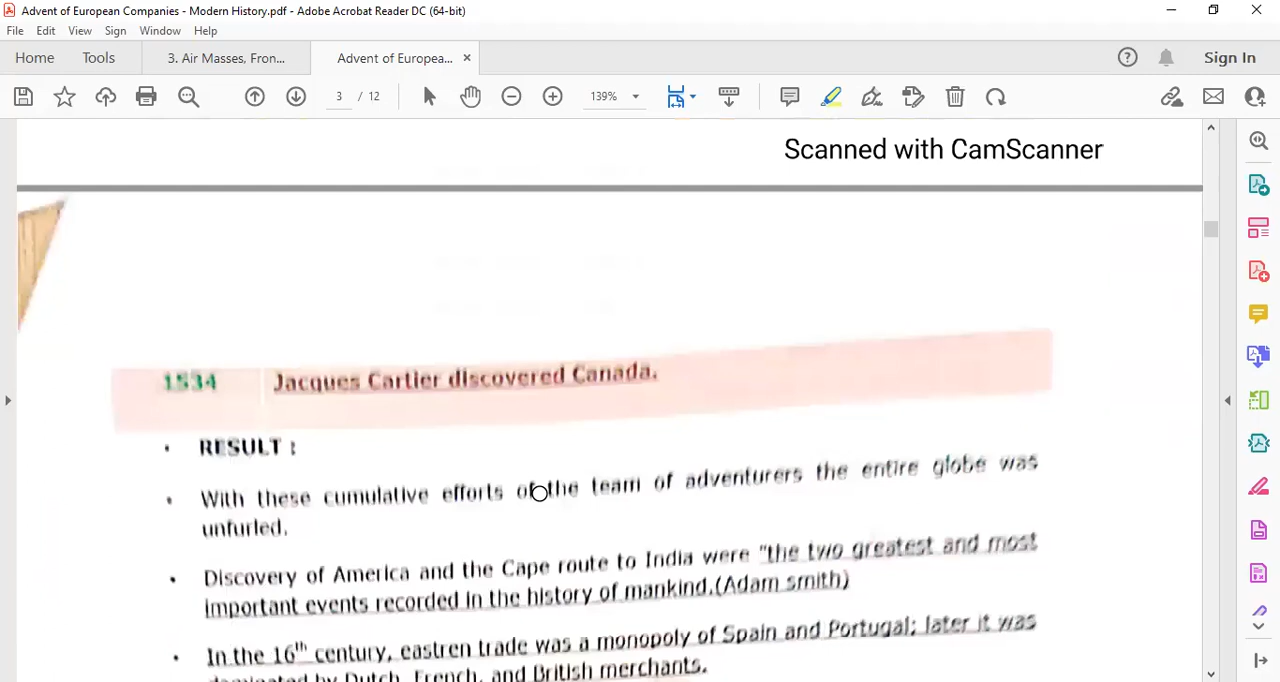 Advent of European Companies - Modern History.pdf - Adobe Acrobat Reader DC (64-bit)
File Edit View Sign Window Help
Home Tools 3. Air Masses, Fron... Advent of Europea... ×
Sign In
3 / 12 139%
Scanned with CamScanner
1534 Jacques Cartier discovered Canada.
• RESULT :
• With these cumulative efforts of the team of adventurers the entire globe was
unfurled.
• Discovery of America and the Cape route to India were "the two greatest and most
important events recorded in the history of mankind.(Adam smith)
• In the 16th century, eastren trade was a monopoly of Spain and Portugal; later it was
dominated by Dutch, French, and British merchants.